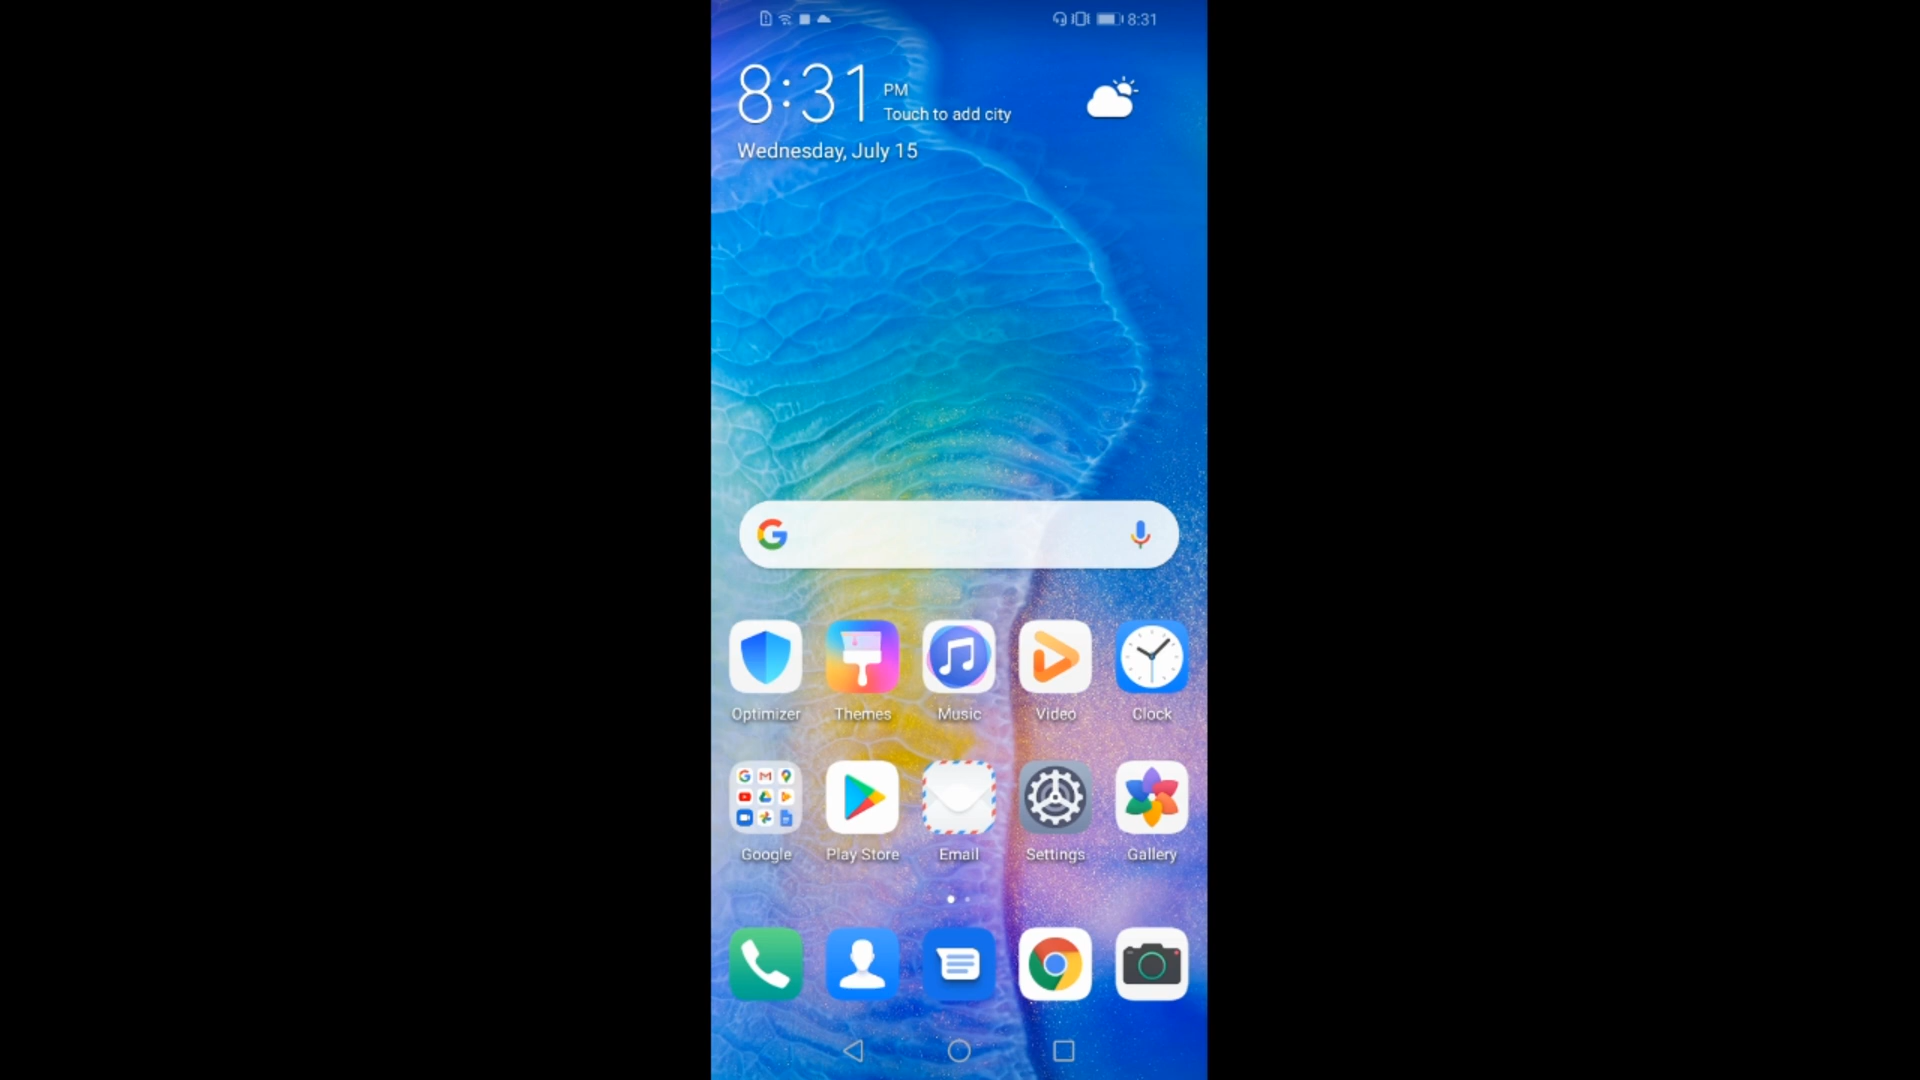 8:31
8:31 PM
Touch to add city
Wednesday, July 15
Optimizer Themes Music Video Clock
Google Play Store Email Settings Gallery